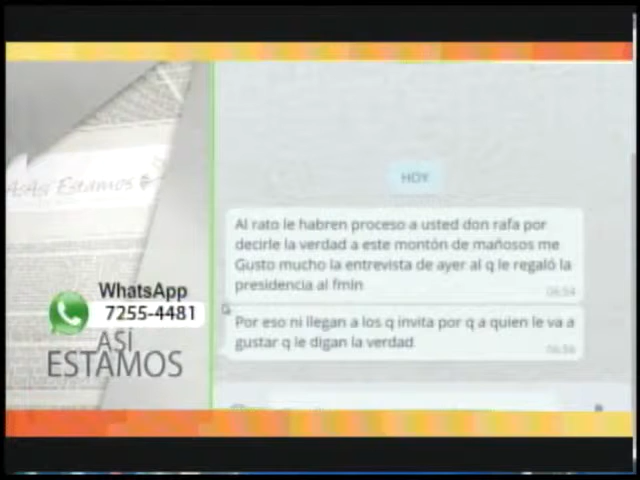 Así Estamos
HOY
Al rato le habren proceso a usted don rafa por
decirle la verdad a este montón de mañosos me
Gusto mucho la entrevista de ayer al q le regaló la
presidencia al fmln
06:54
Por eso ni llegan a los q invita por q a quien le va a
gustar q le digan la verdad
06:56
WhatsApp
7255-4481
ASÍ
ESTAMOS